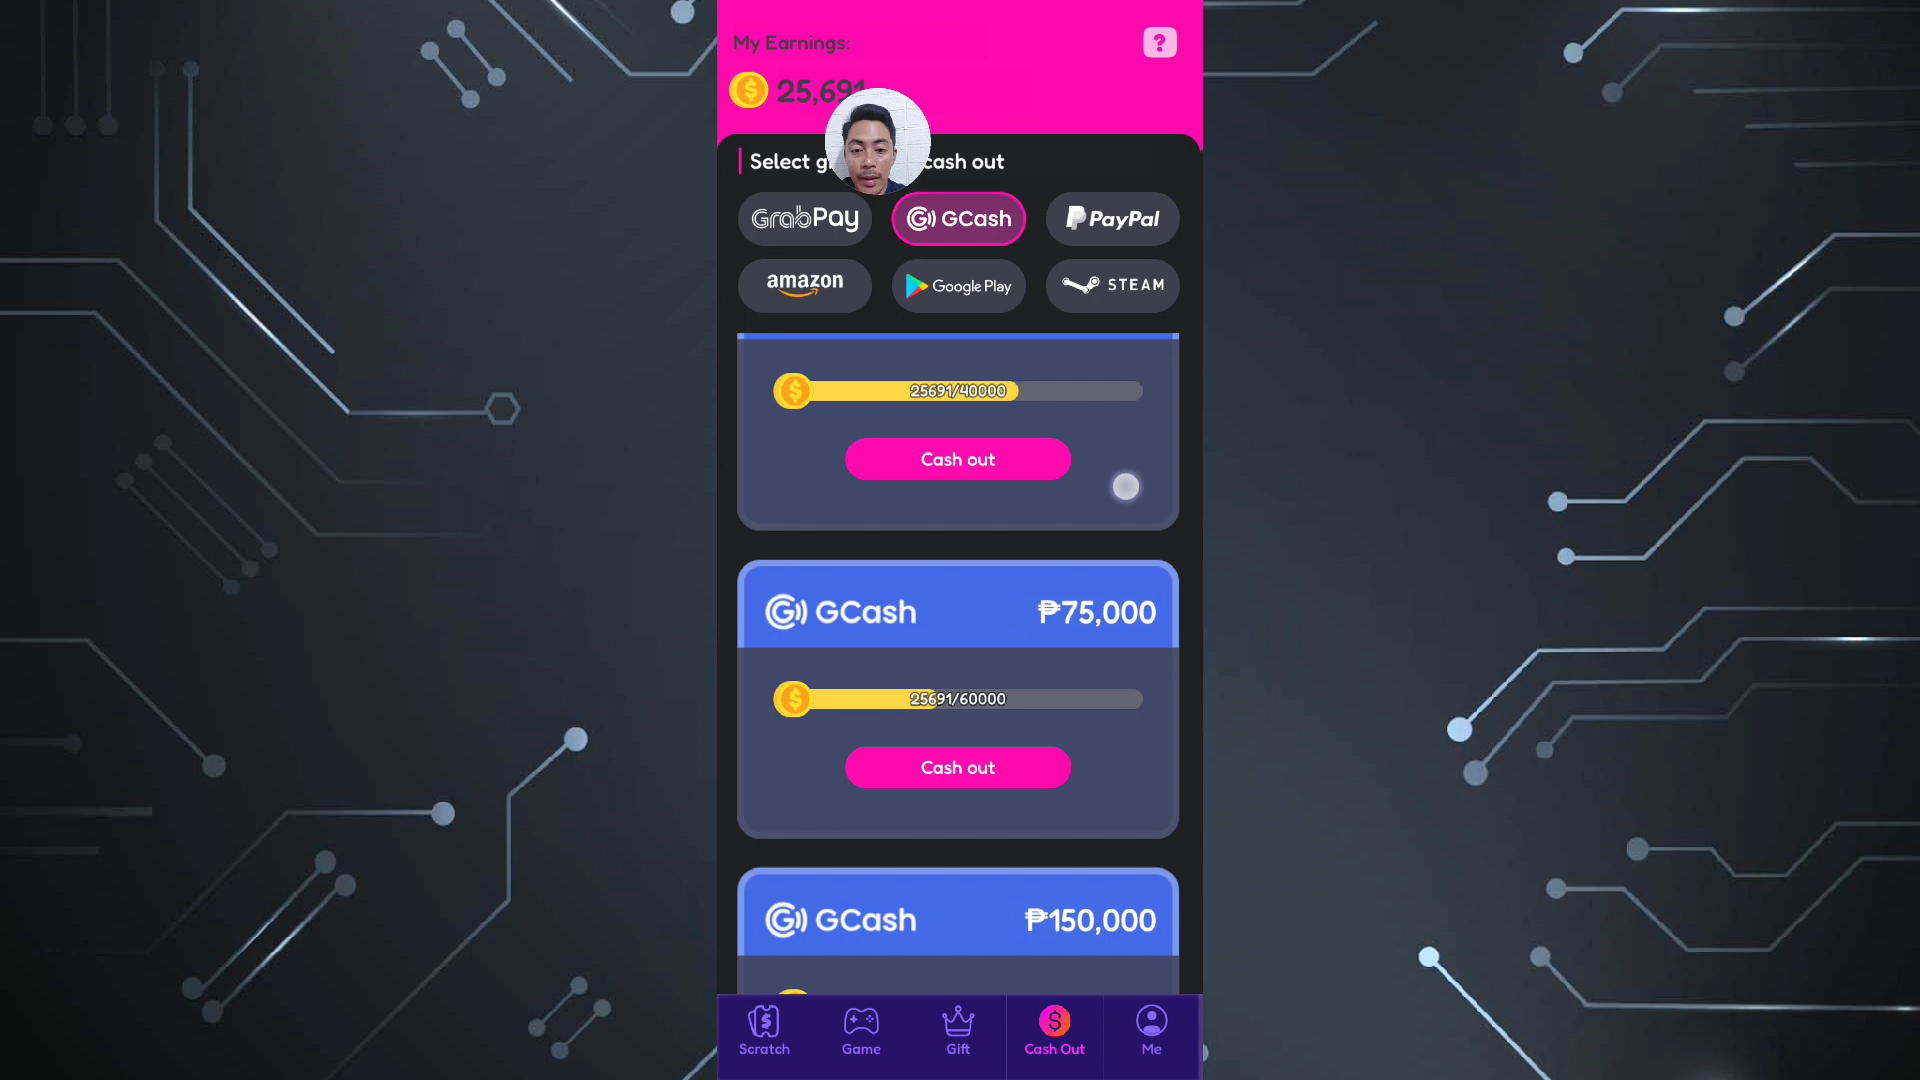 My Earnings:
?
25,691
Select cash out
GrabPay
GCash
PayPal
amazon
Google Play
STEAM
25691/40000
Cash out
GCash ₱75,000
25691/60000
Cash out
GCash ₱150,000
Scratch
Game
Gift
Cash Out
Me